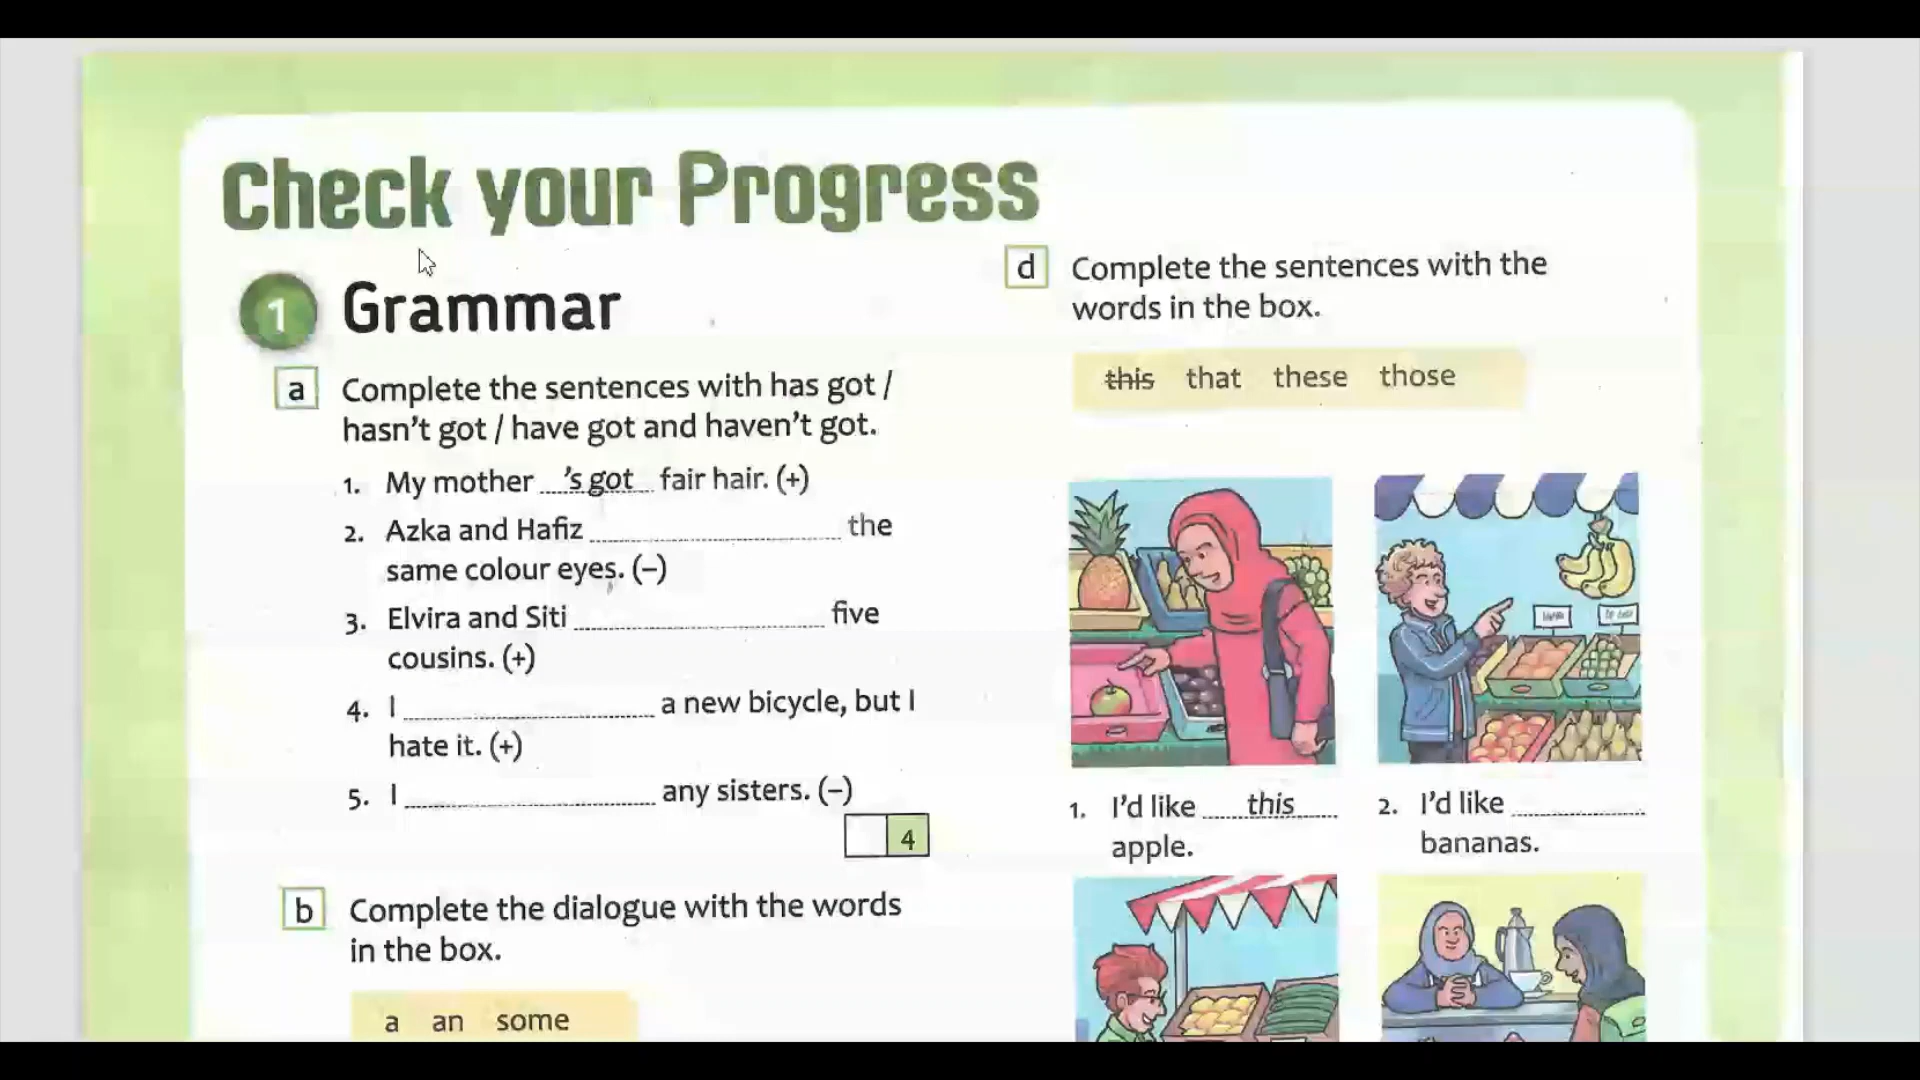 Check your Progress
1 Grammar
a Complete the sentences with has got /
hasn't got / have got and haven't got.
1. My mother 's got fair hair. (+)
2. Azka and Hafiz the
same colour eyes. (–)
3. Elvira and Siti five
cousins. (+)
4. I a new bicycle, but I
hate it. (+)
5. I any sisters. (–)
4
b Complete the dialogue with the words
in the box.
a an some
d Complete the sentences with the
words in the box.
this that these those
1. I'd like this
apple.
2. I'd like
bananas.